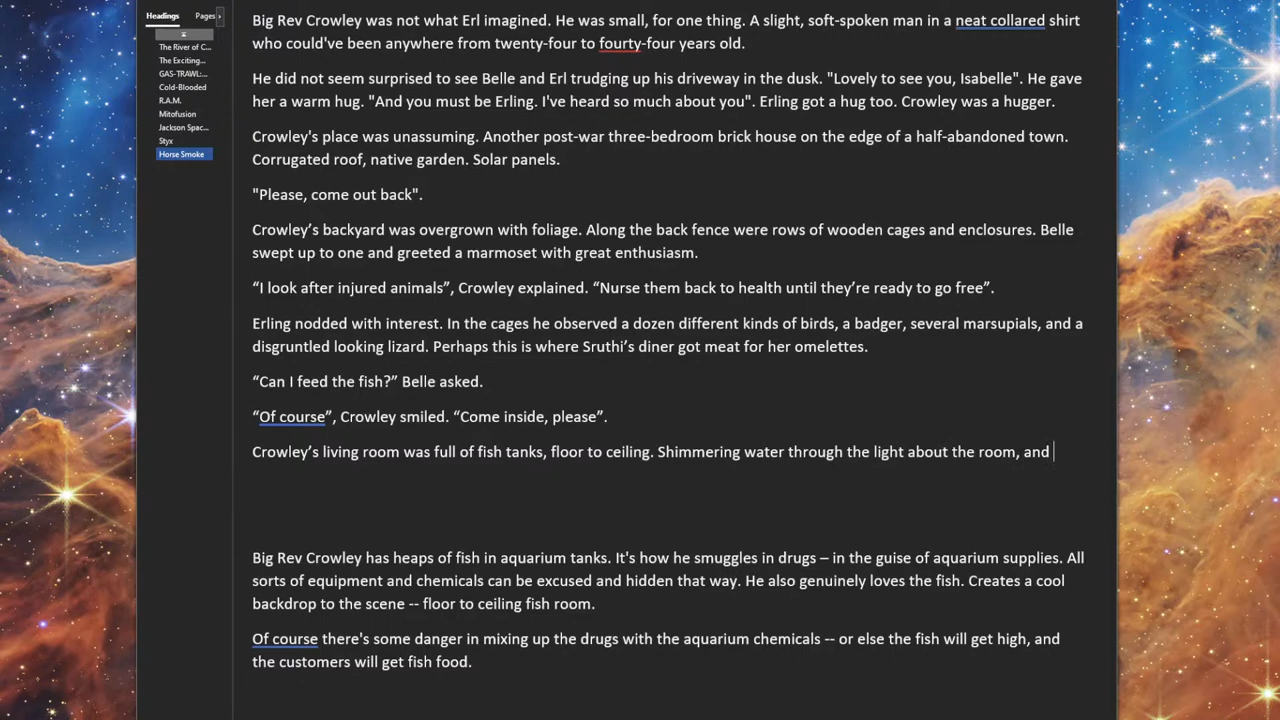 Headings Pages
The River of C...
The Exciting...
GAS-TRAWL:...
Cold-Blooded
R.A.M.
Mitofusion
Jackson Spac...
Styx
Horse Smoke
Big Rev Crowley was not what Erl imagined. He was small, for one thing. A slight, soft-spoken man in a neat collared shirt
who could've been anywhere from twenty-four to fourty-four years old.
He did not seem surprised to see Belle and Erl trudging up his driveway in the dusk. "Lovely to see you, Isabelle". He gave
her a warm hug. "And you must be Erling. I've heard so much about you". Erling got a hug too. Crowley was a hugger.
Crowley's place was unassuming. Another post-war three-bedroom brick house on the edge of a half-abandoned town.
Corrugated roof, native garden. Solar panels.
"Please, come out back".
Crowley’s backyard was overgrown with foliage. Along the back fence were rows of wooden cages and enclosures. Belle
swept up to one and greeted a marmoset with great enthusiasm.
“I look after injured animals”, Crowley explained. “Nurse them back to health until they’re ready to go free”.
Erling nodded with interest. In the cages he observed a dozen different kinds of birds, a badger, several marsupials, and a
disgruntled looking lizard. Perhaps this is where Sruthi’s diner got meat for her omelettes.
“Can I feed the fish?” Belle asked.
“Of course”, Crowley smiled. “Come inside, please”.
Crowley’s living room was full of fish tanks, floor to ceiling. Shimmering water through the light about the room, and
Big Rev Crowley has heaps of fish in aquarium tanks. It's how he smuggles in drugs – in the guise of aquarium supplies. All
sorts of equipment and chemicals can be excused and hidden that way. He also genuinely loves the fish. Creates a cool
backdrop to the scene -- floor to ceiling fish room.
Of course there's some danger in mixing up the drugs with the aquarium chemicals -- or else the fish will get high, and
the customers will get fish food.